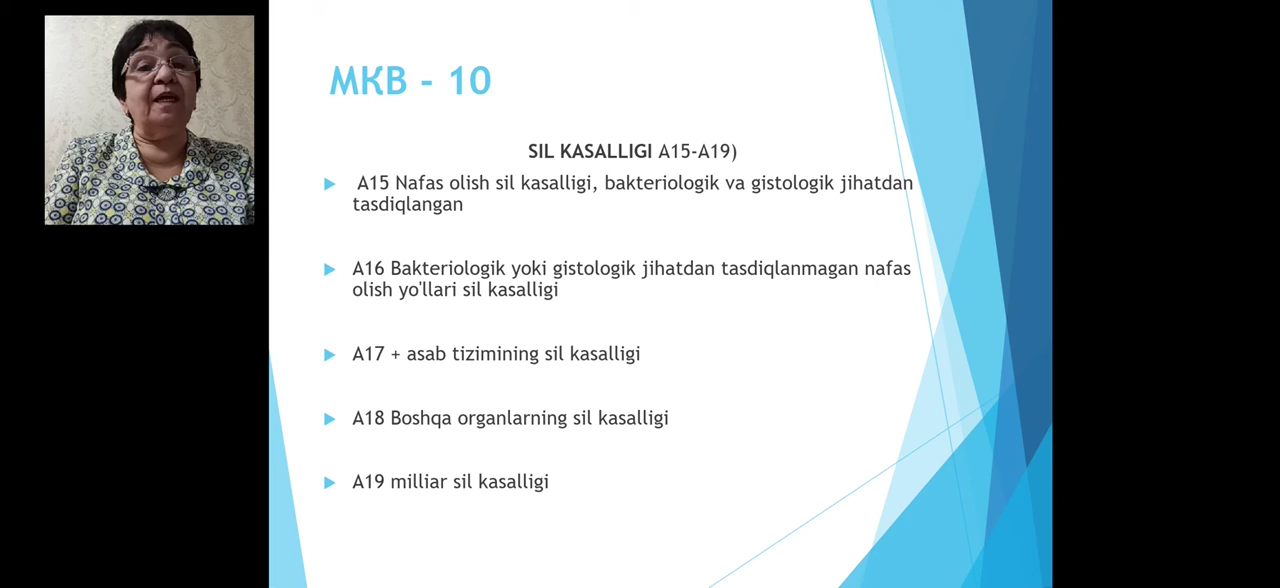 МКВ - 10
SIL KASALLIGI A15-A19)
A15 Nafas olish sil kasalligi, bakteriologik va gistologik jihatdan
tasdiqlangan
A16 Bakteriologik yoki gistologik jihatdan tasdiqlanmagan nafas
olish yo'llari sil kasalligi
A17 + asab tizimining sil kasalligi
A18 Boshqa organlarning sil kasalligi
A19 milliar sil kasalligi